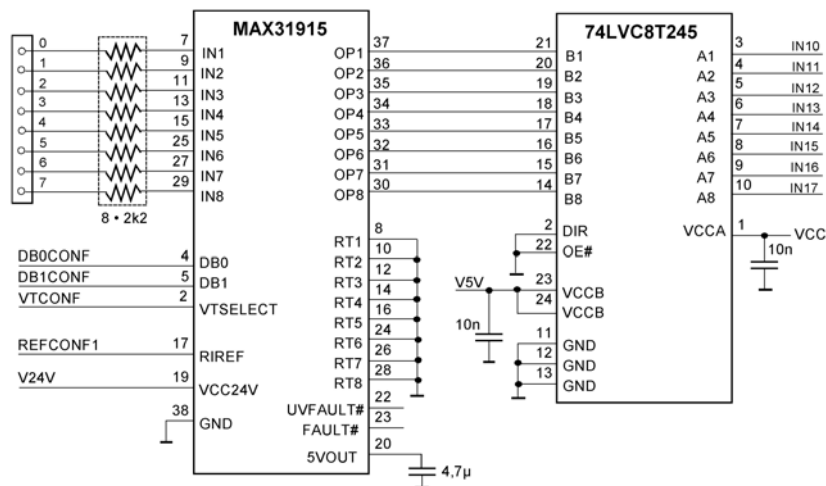 MAX31915
74LVC8T245
0
1
2
3
4
5
6
7
8 • 2k2
7
9
11
13
15
25
27
29
IN1
IN2
IN3
IN4
IN5
IN6
IN7
IN8
OP1
OP2
OP3
OP4
OP5
OP6
OP7
OP8
37
36
35
34
33
32
31
30
21
20
19
18
17
16
15
14
B1
B2
B3
B4
B5
B6
B7
B8
A1
A2
A3
A4
A5
A6
A7
A8
3
4
5
6
7
8
9
10
IN10
IN11
IN12
IN13
IN14
IN15
IN16
IN17
DB0CONF
4
DB0
DB1CONF
5
DB1
VTCONF
2
VTSELECT
REFCONF1
17
RIREF
V24V
19
VCC24V
38
GND
RT1
RT2
RT3
RT4
RT5
RT6
RT7
RT8
8
10
12
14
16
24
26
28
UVFAULT#
22
FAULT#
23
5VOUT
20
4,7µ
2
DIR
22
OE#
V5V
10n
23
VCCB
24
VCCB
11
GND
12
GND
13
GND
VCCA
1
VCC
10n